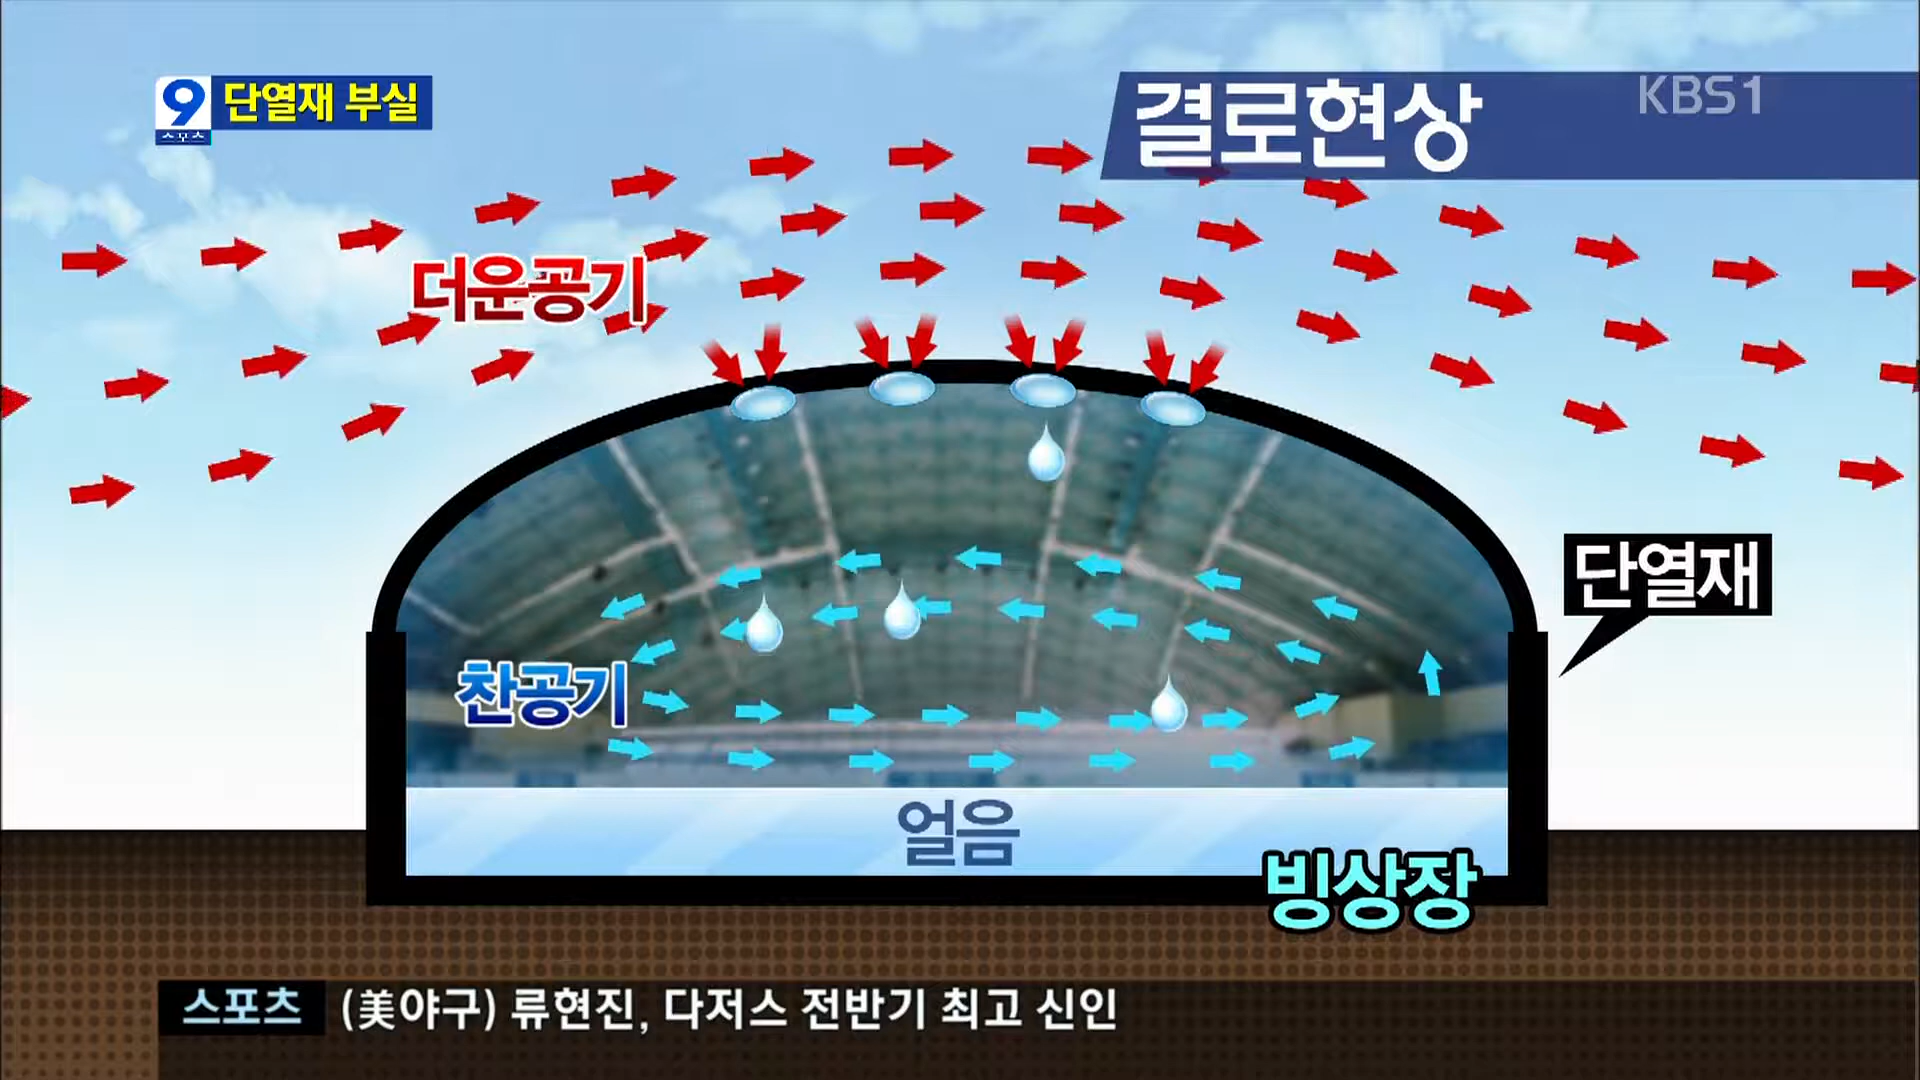 9 단열재 부실
스포츠
결로현상
KBS1
더운공기
단열재
찬공기
얼음
빙상장
스포츠 (美야구) 류현진, 다저스 전반기 최고 신인